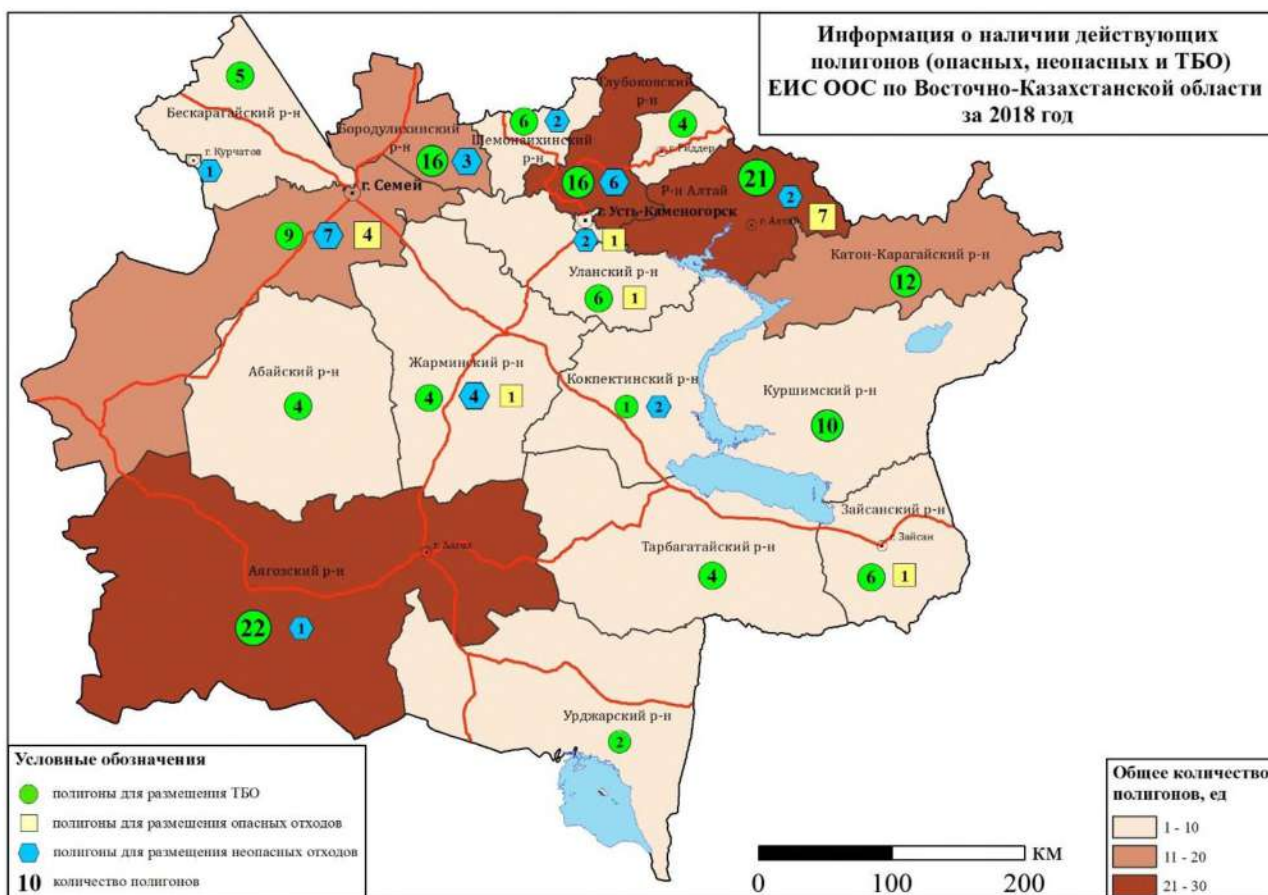 Информация о наличии действующих
полигонов (опасных, неопасных и ТБО)
ЕИС ООС по Восточно-Казахстанской области
за 2018 год
5
Бескарагайский р-н
г. Курчатов
1
Бородулихинский
р-н
16
3
6
2
Шемонаихинский
р-н
Глубоковский
р-н
16
6
4
г. Риддер
21
Р-н Алтай
2
7
г. Алтай
г. Семей
9
7
4
г. Усть-Каменогорск
2
1
Уланский р-н
6
1
Катон-Карагайский р-н
12
Абайский р-н
4
Жарминский р-н
4
4
1
Кокпектинский р-н
1
2
Куршимский р-н
10
Зайсанский р-н
г. Зайсан
6
1
Тарбагатайский р-н
4
г. Аягоз
Аягозский р-н
22
1
Урджарский р-н
2
Условные обозначения
полигоны для размещения ТБО
полигоны для размещения опасных отходов
полигоны для размещения неопасных отходов
10 количество полигонов
КМ
0 100 200
Общее количество
полигонов, ед
1 - 10
11 - 20
21 - 30